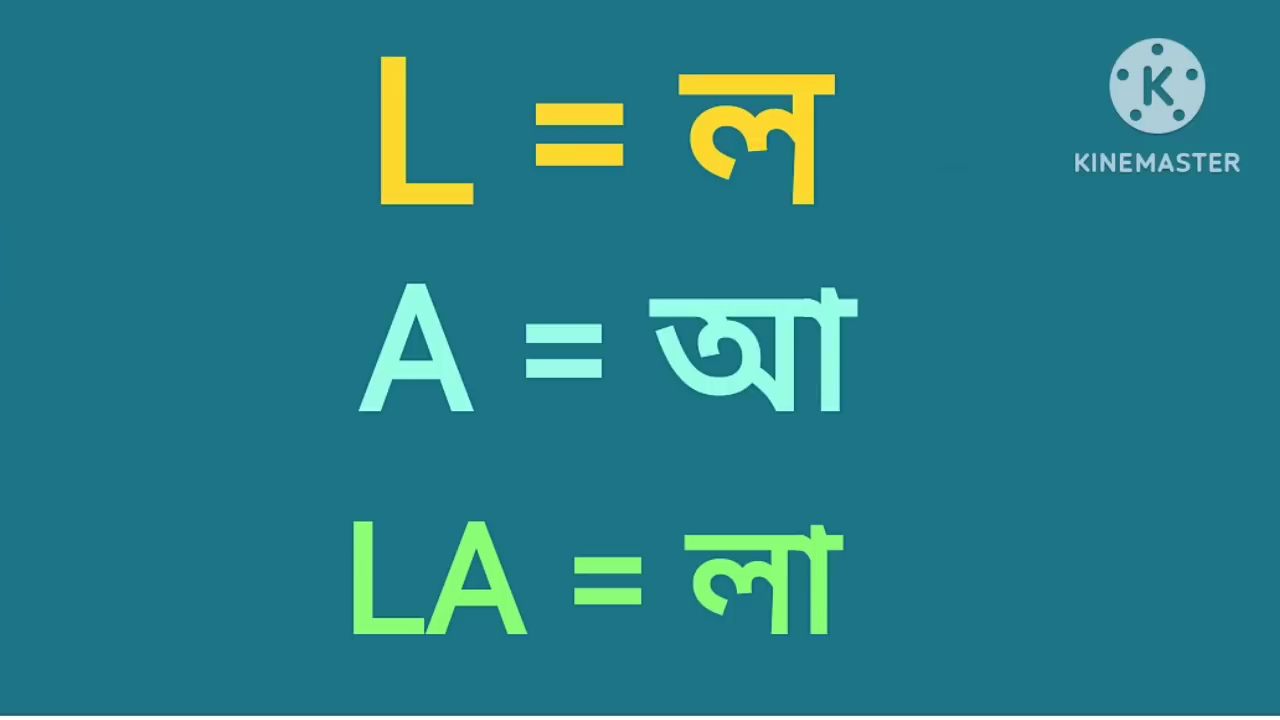 L = ল
K
KINEMASTER
A = আ
LA = লা